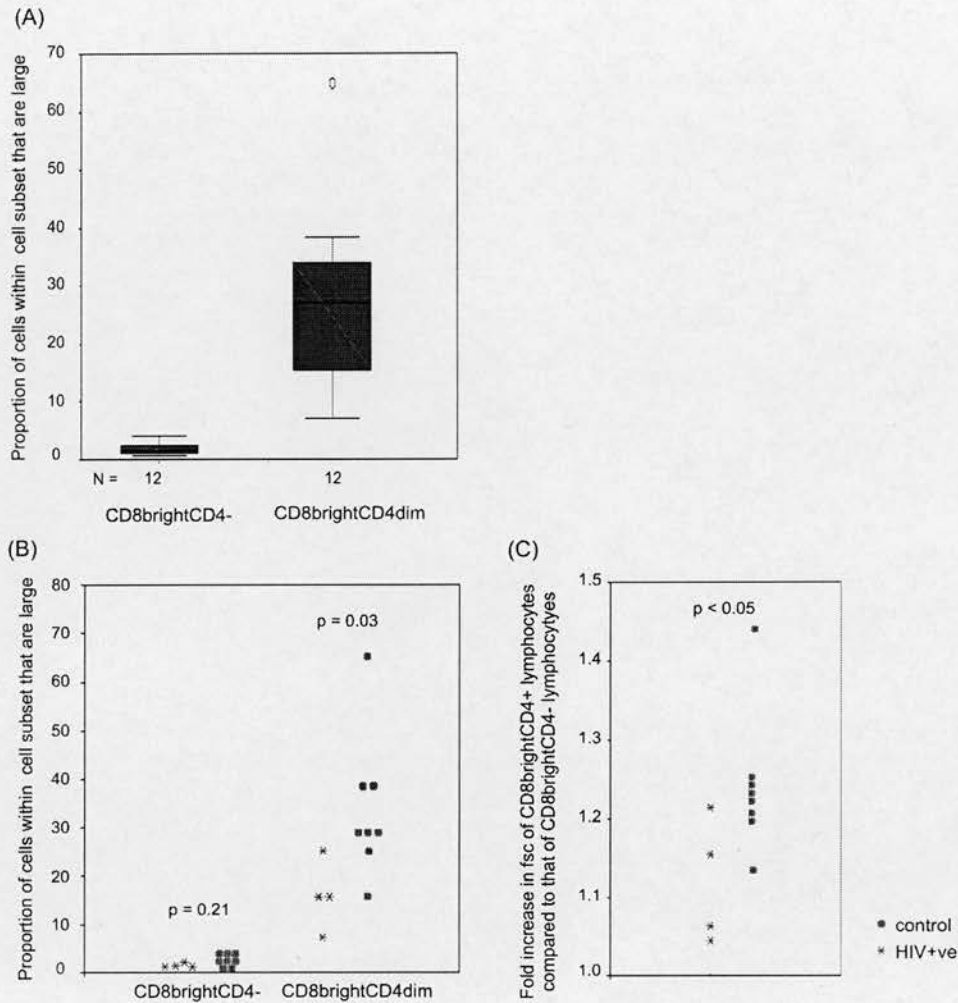 (A)
Proportion of cells within cell subset that are large
70
60
50
40
30
20
10
0
N = 12 12
CD8brightCD4- CD8brightCD4dim
(B)
Proportion of cells within cell subset that are large
80
70
60
50
40
30
20
10
0
p = 0.03
p = 0.21
CD8brightCD4- CD8brightCD4dim
(C)
Fold increase in fsc of CD8brightCD4+ lymphocytes
compared to that of CD8brightCD4- lymphocytyes
1.5
1.4
1.3
1.2
1.1
1.0
p < 0.05
control
HIV+ve